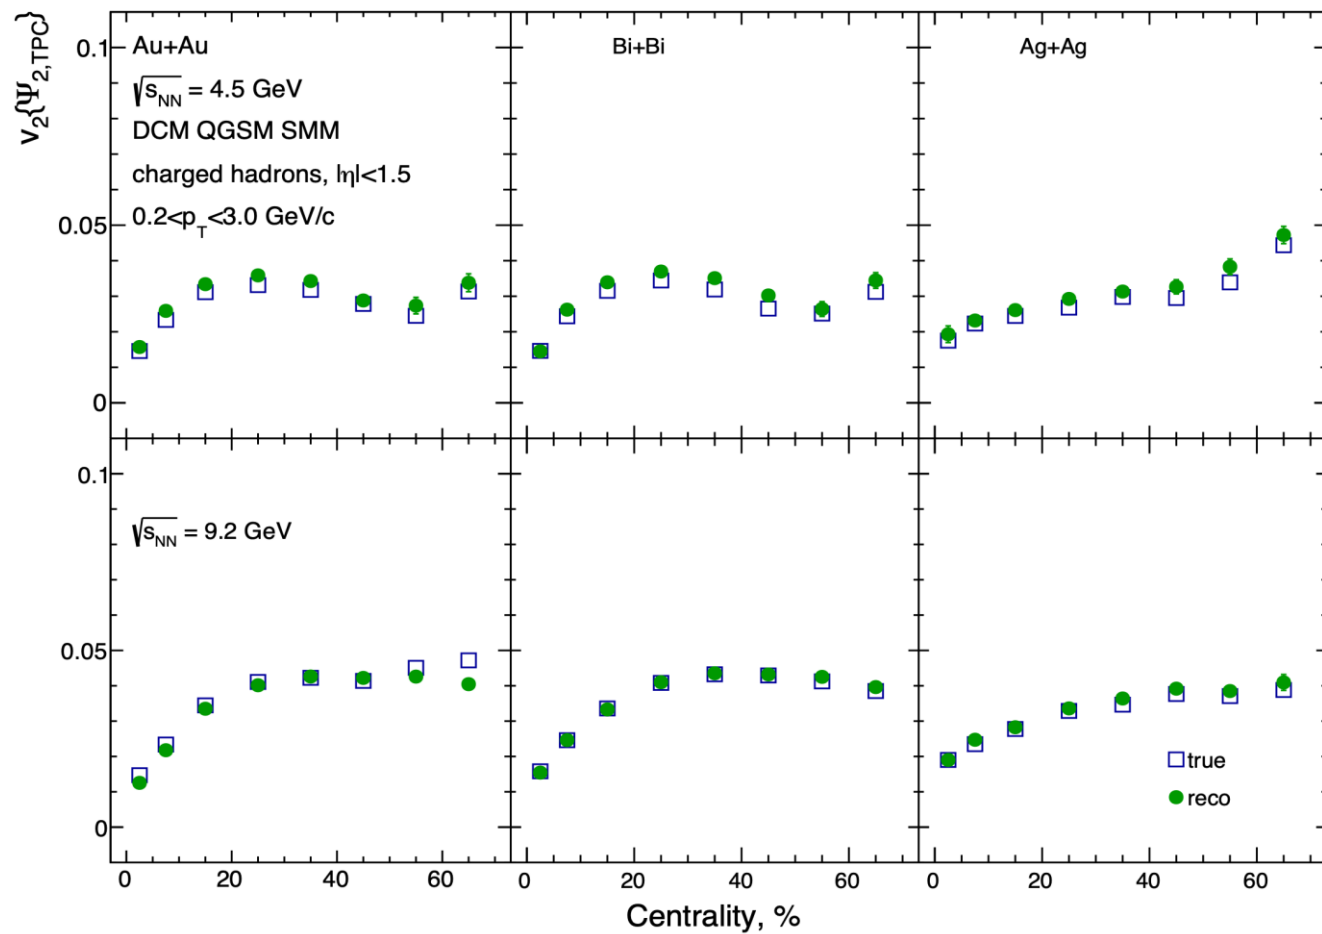 v₂{Ψ₂,TPC}
0.1
0.05
0
Au+Au
√sNN = 4.5 GeV
DCM QGSM SMM
charged hadrons, |η|<1.5
0.2<pT<3.0 GeV/c
Bi+Bi
Ag+Ag
0.1
0.05
0
√sNN = 9.2 GeV
true
reco
0 20 40 60
0 20 40 60
0 20 40 60
Centrality, %